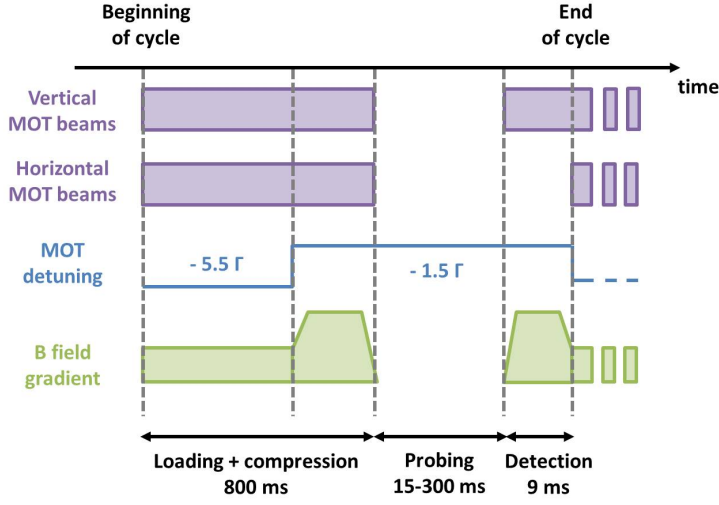 Beginning
of cycle
End
of cycle
time
Vertical
MOT beams
Horizontal
MOT beams
MOT
detuning
- 5.5 Γ
- 1.5 Γ
B field
gradient
Loading + compression
800 ms
Probing
15-300 ms
Detection
9 ms